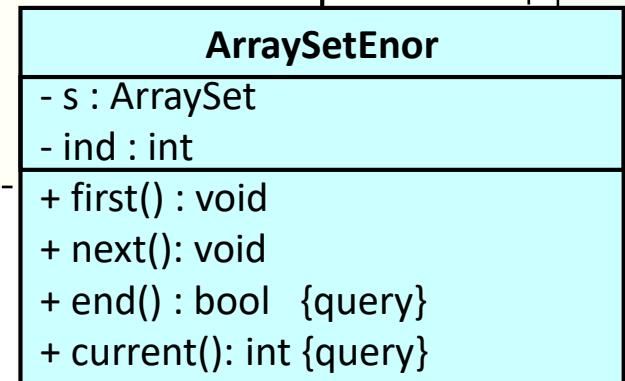 ArraySetEnor
- s : ArraySet
- ind : int
+ first() : void
+ next(): void
+ end() : bool {query}
+ current(): int {query}